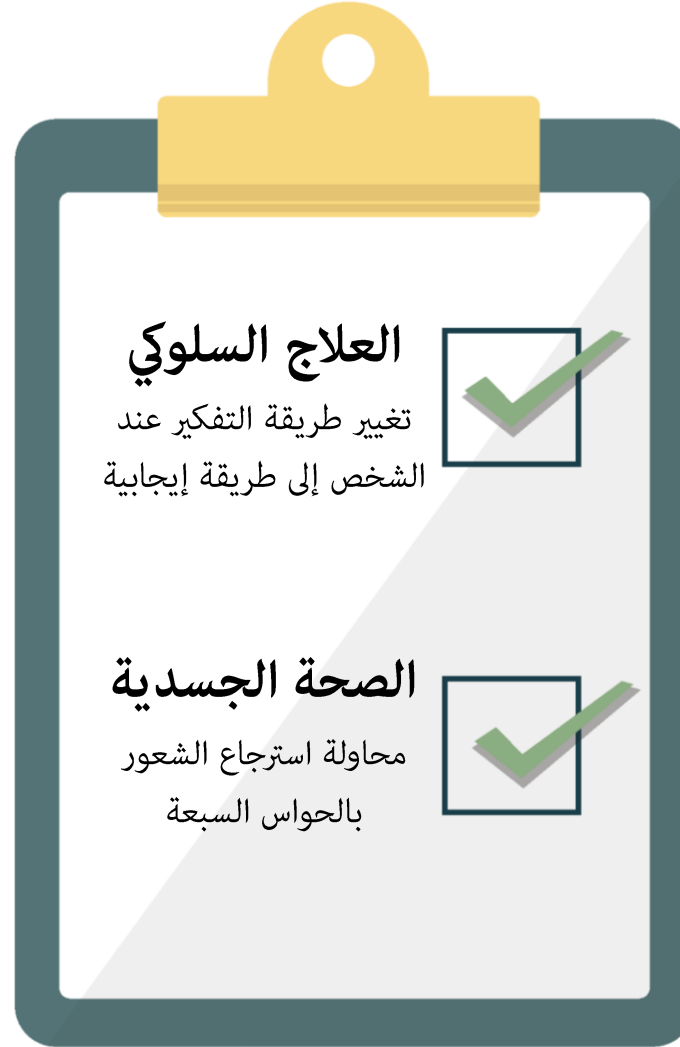 العلاج السلوكي
تغيير طريقة التفكير عند
الشخص إلى طريقة إيجابية
الصحة الجسدية
محاولة استرجاع الشعور
بالحواس السبعة